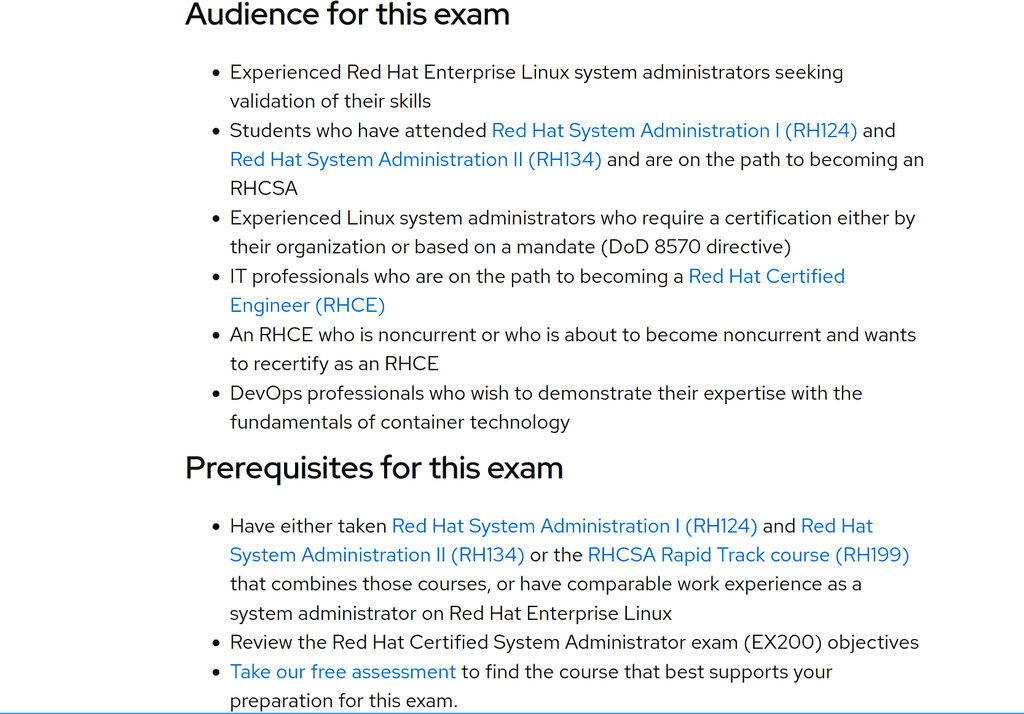 Audience for this exam
• Experienced Red Hat Enterprise Linux system administrators seeking
validation of their skills
• Students who have attended Red Hat System Administration I (RH124) and
Red Hat System Administration II (RH134) and are on the path to becoming an
RHCSA
• Experienced Linux system administrators who require a certification either by
their organization or based on a mandate (DoD 8570 directive)
• IT professionals who are on the path to becoming a Red Hat Certified
Engineer (RHCE)
• An RHCE who is noncurrent or who is about to become noncurrent and wants
to recertify as an RHCE
• DevOps professionals who wish to demonstrate their expertise with the
fundamentals of container technology
Prerequisites for this exam
• Have either taken Red Hat System Administration I (RH124) and Red Hat
System Administration II (RH134) or the RHCSA Rapid Track course (RH199)
that combines those courses, or have comparable work experience as a
system administrator on Red Hat Enterprise Linux
• Review the Red Hat Certified System Administrator exam (EX200) objectives
• Take our free assessment to find the course that best supports your
preparation for this exam.